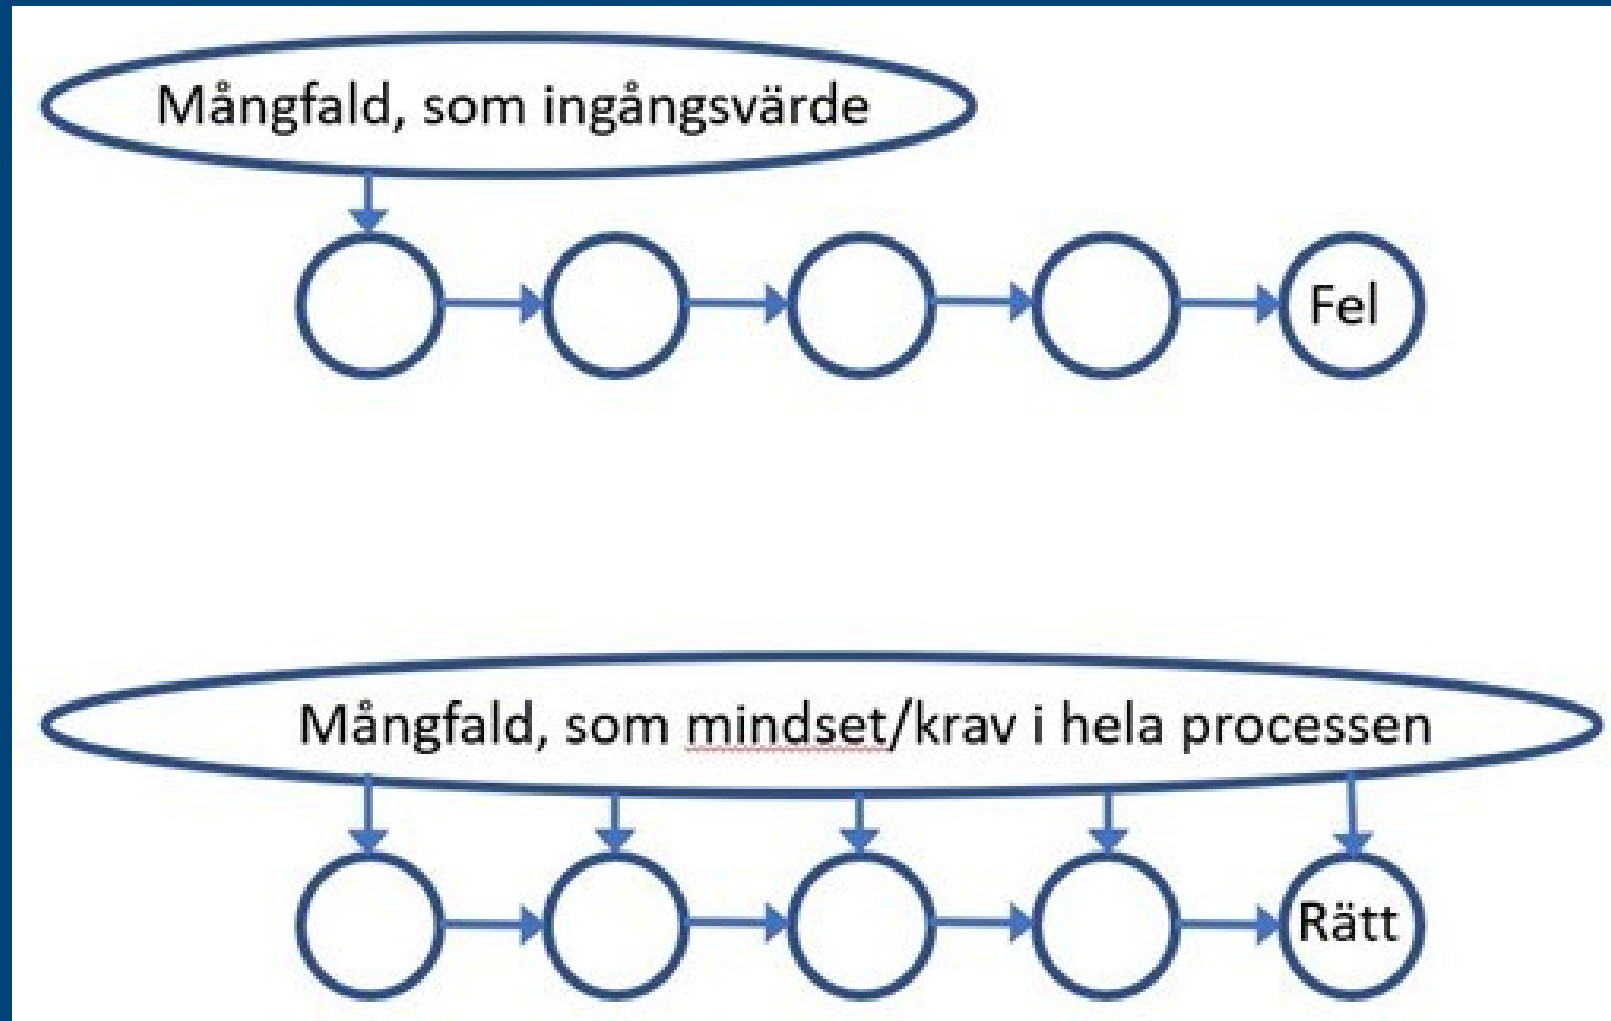 Mångfald, som ingångsvärde
Fel
Mångfald, som mindset/krav i hela processen
Rätt